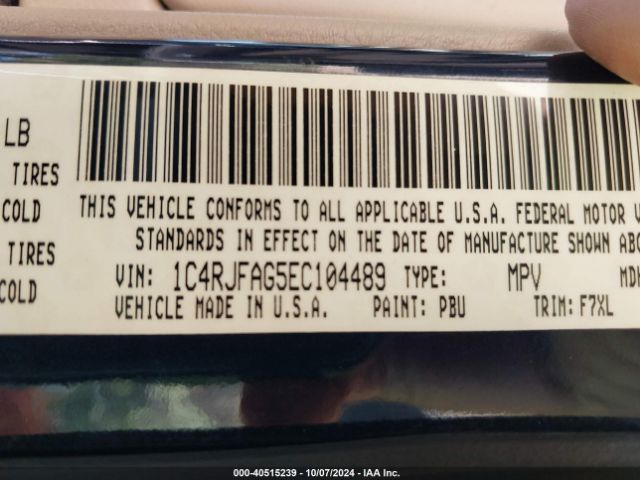 LB
TIRES
COLD
THIS VEHICLE CONFORMS TO ALL APPLICABLE U.S.A. FEDERAL MOTOR
TIRES
STANDARDS IN EFFECT ON THE DATE OF MANUFACTURE SHOWN
COLD
VIN: 1C4RJFAG5EC104489 TYPE: MPV
VEHICLE MADE IN U.S.A. PAINT: PBU TRIM: F7XL
000-40515239 - 10/07/2024 - IAA Inc.